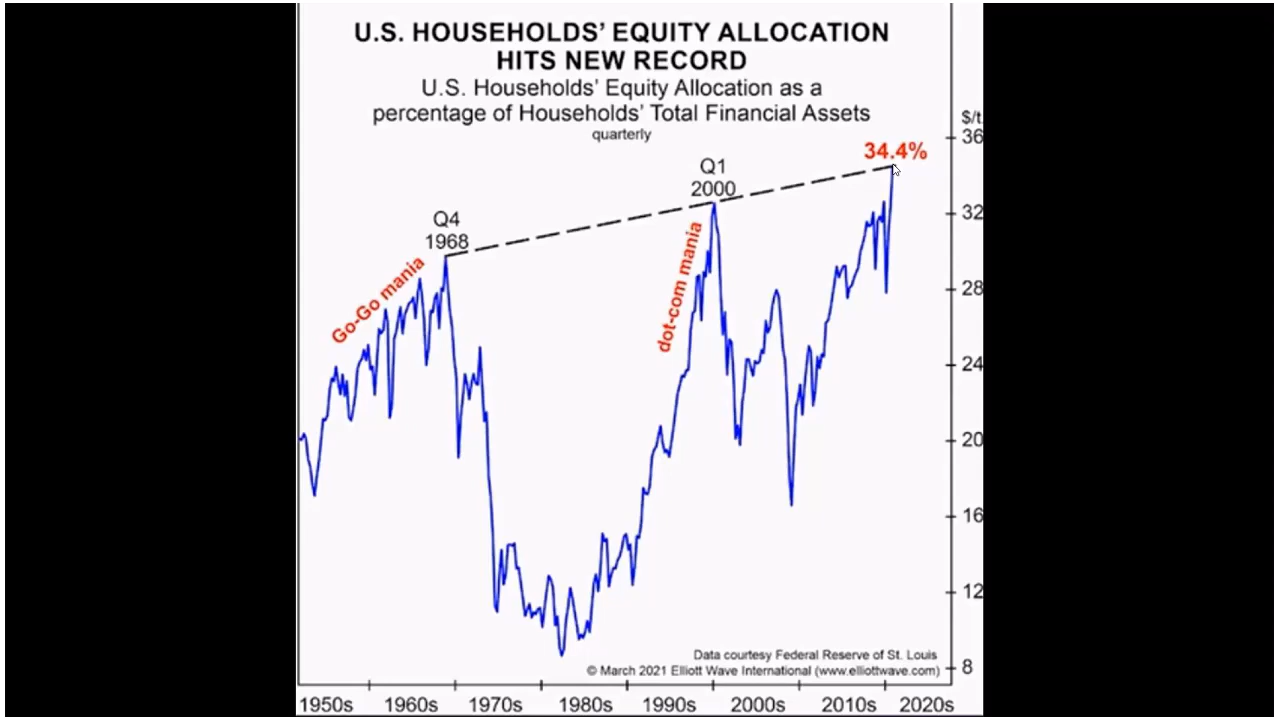 U.S. HOUSEHOLDS’ EQUITY ALLOCATION
HITS NEW RECORD
U.S. Households’ Equity Allocation as a
percentage of Households’ Total Financial Assets
quarterly
$/t
36
34.4%
Q1
2000
32
Q4
1968
Go-Go mania
dot-com mania
28
24
20
16
12
Data courtesy Federal Reserve of St. Louis
© March 2021 Elliott Wave International (www.elliottwave.com)
8
1950s 1960s 1970s 1980s 1990s 2000s 2010s 2020s